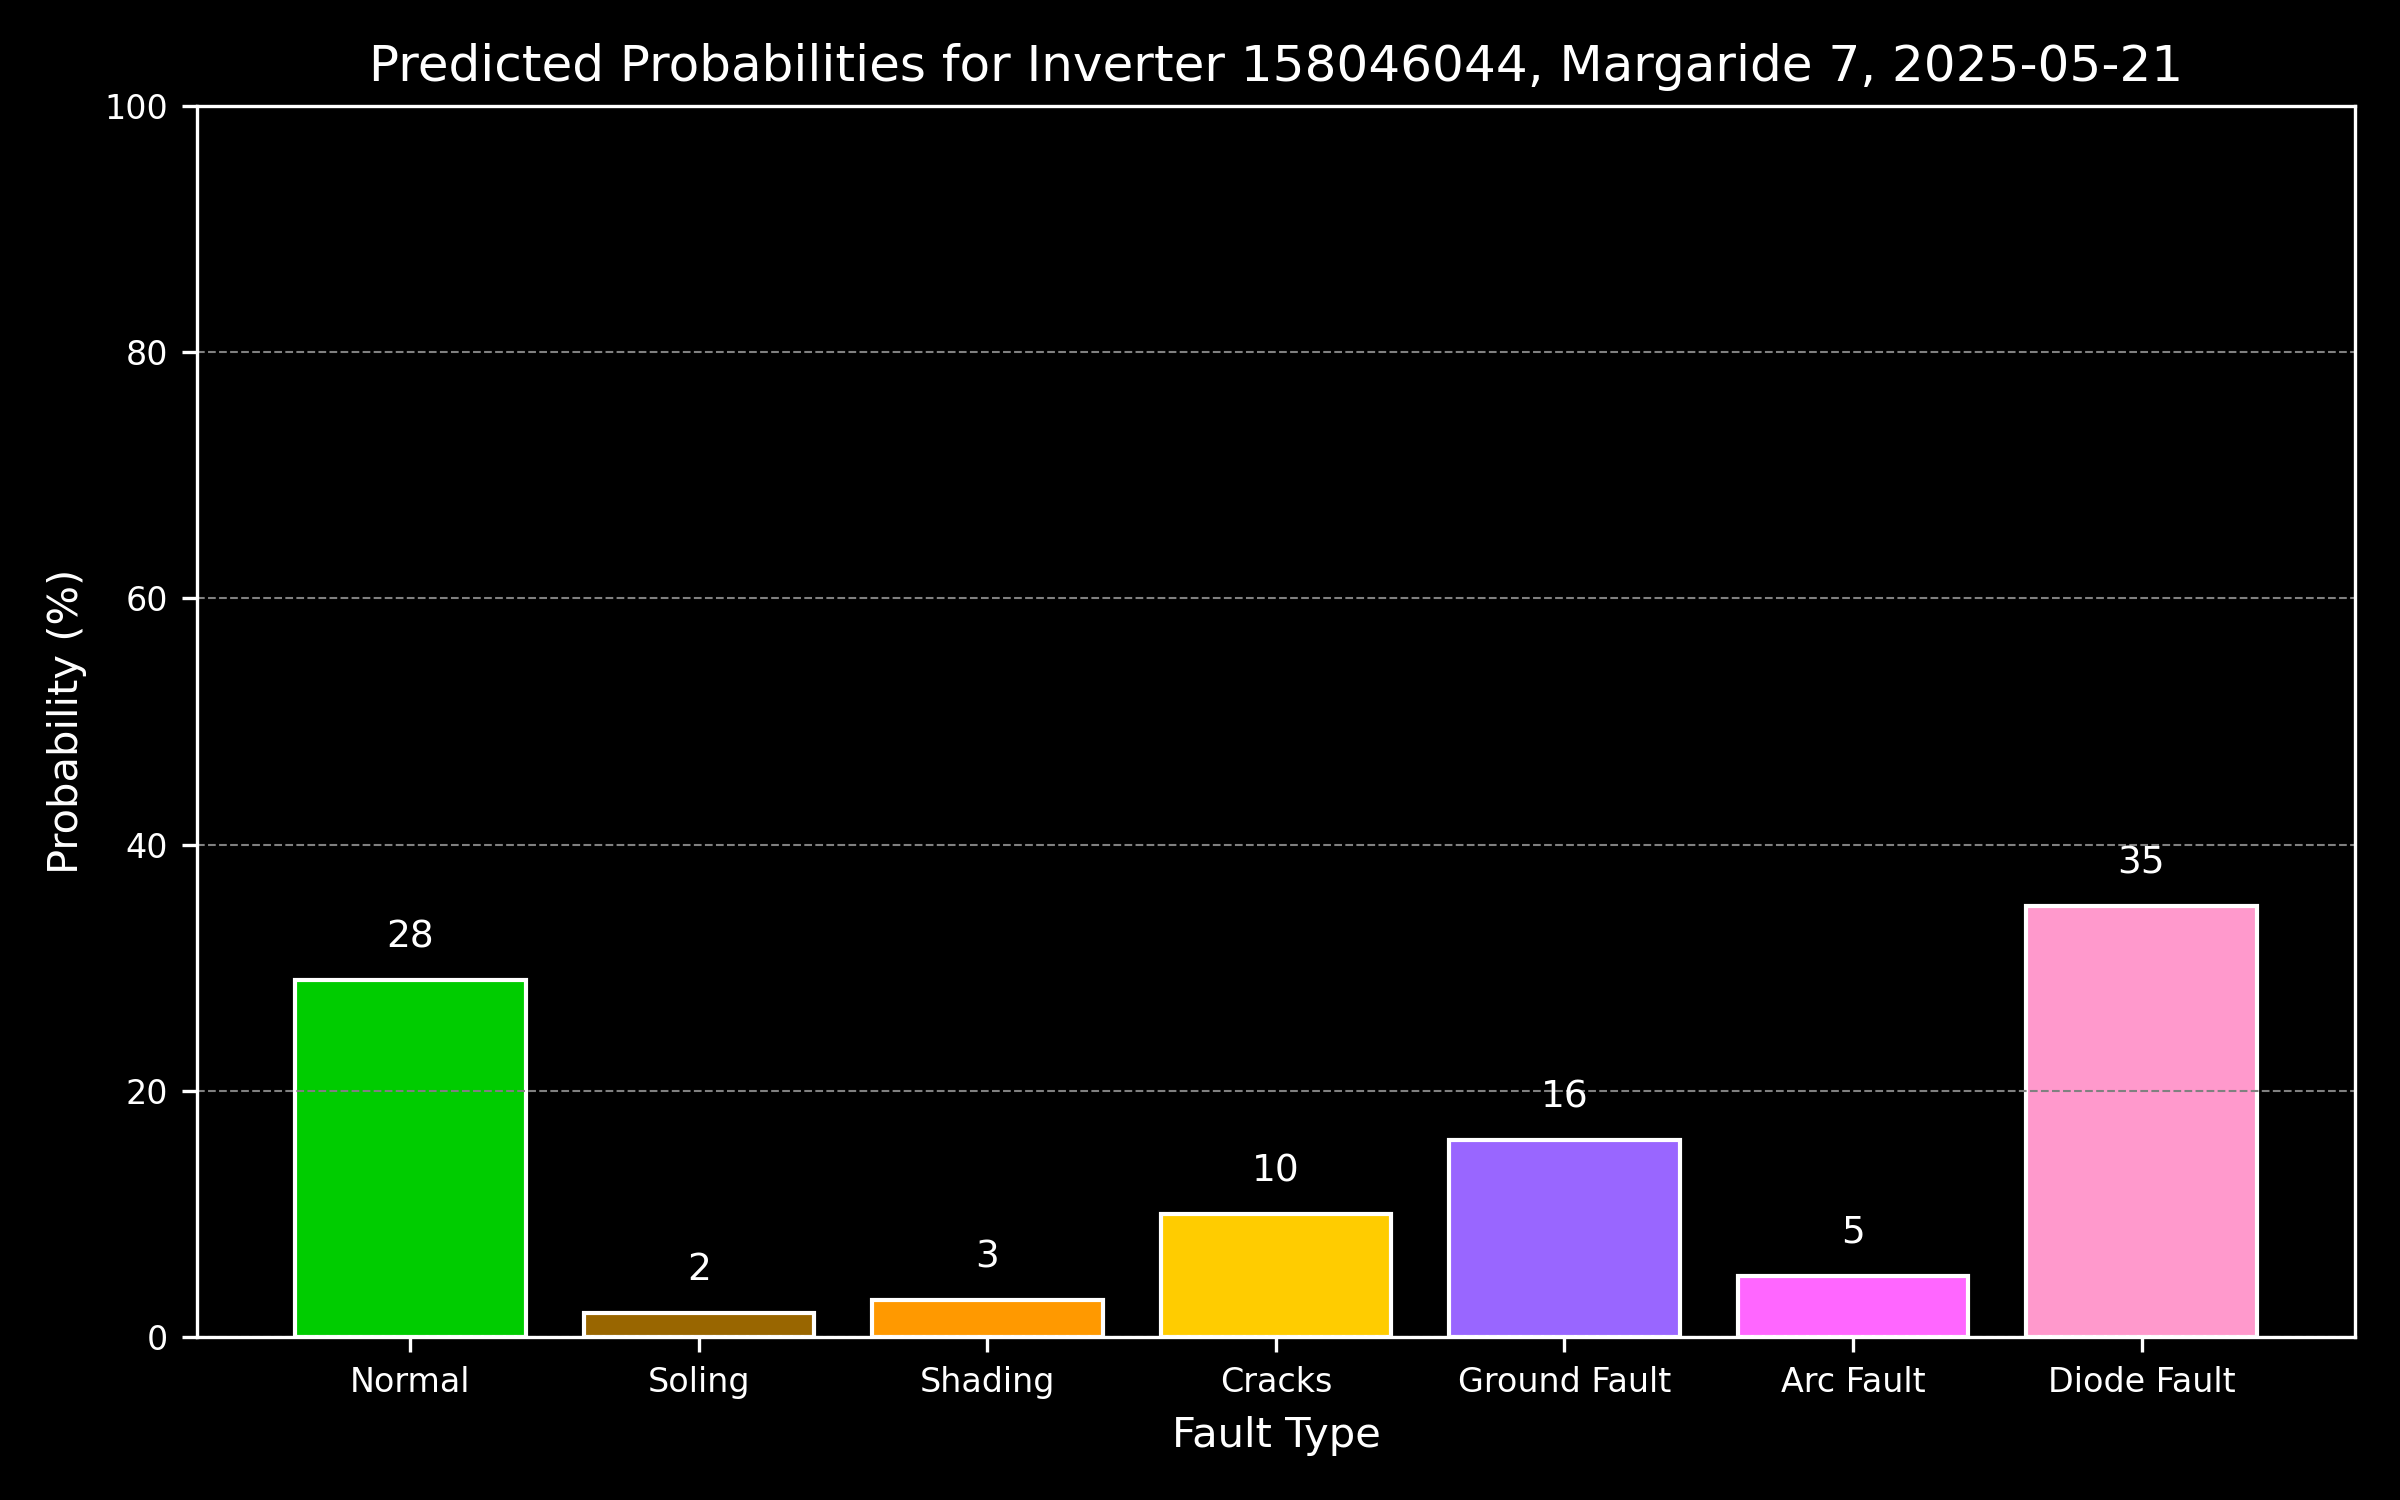 Predicted Probabilities for Inverter 158046044, Margaride 7, 2025-05-21
Probability (%)
100
80
60
40
20
0
28
2
3
10
16
5
35
Normal
Soling
Shading
Cracks
Ground Fault
Arc Fault
Diode Fault
Fault Type